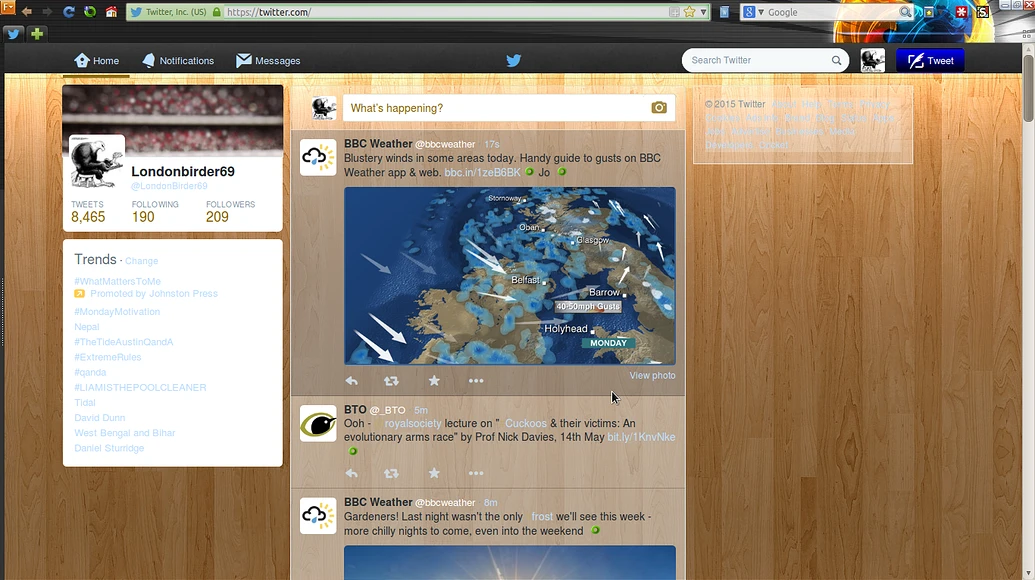 Twitter, Inc. (US)
https://twitter.com/
Google
Home
Notifications
Messages
Search Twitter
Tweet
Londonbirder69
@LondonBirder69
TWEETS
FOLLOWING
FOLLOWERS
8,465
190
209
Trends · Change
#WhatMattersToMe
Promoted by Johnston Press
#MondayMotivation
Nepal
#TheTideAustinQandA
#ExtremeRules
#qanda
#LIAMISTHEPOOLCLEANER
Tidal
David Dunn
West Bengal and Bihar
Daniel Sturridge
What's happening?
BBC Weather @bbcweather 17s
Blustery winds in some areas today. Handy guide to gusts on BBC
Weather app & web. bbc.in/1zeB6BK Jo
Stornoway
Oban
Glasgow
Belfast
Barrow
40-50mph Gusts
Holyhead
MONDAY
View photo
BTO @_BTO 5m
Ooh - royalsociety lecture on " Cuckoos & their victims: An
evolutionary arms race" by Prof Nick Davies, 14th May bit.ly/1KnvNke
BBC Weather @bbcweather 8m
Gardeners! Last night wasn't the only frost we'll see this week -
more chilly nights to come, even into the weekend
© 2015 Twitter